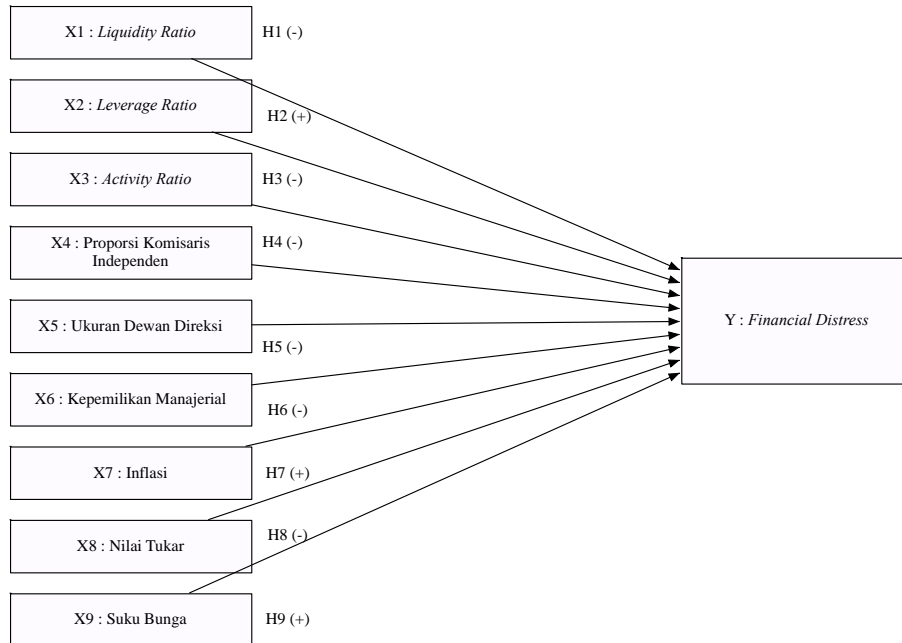 X1 : Liquidity Ratio
H1 (-)
X2 : Leverage Ratio
H2 (+)
X3 : Activity Ratio
H3 (-)
X4 : Proporsi Komisaris
Independen
H4 (-)
X5 : Ukuran Dewan Direksi
H5 (-)
X6 : Kepemilikan Manajerial
H6 (-)
X7 : Inflasi
H7 (+)
X8 : Nilai Tukar
H8 (-)
X9 : Suku Bunga
H9 (+)
Y : Financial Distress